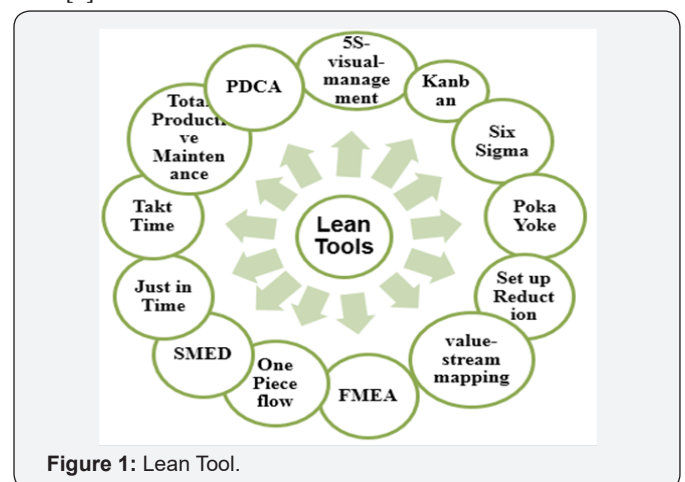 5S-
visual-
manage
ment
Kanb
an
Six
Sigma
Poka
Yoke
Set up
Reduct
ion
value-
stream
mapping
FMEA
One
Piece
flow
SMED
Just in
Time
Takt
Time
Total
Producti
ve
Mainten
ance
PDCA
Lean
Tools
Figure 1: Lean Tool.